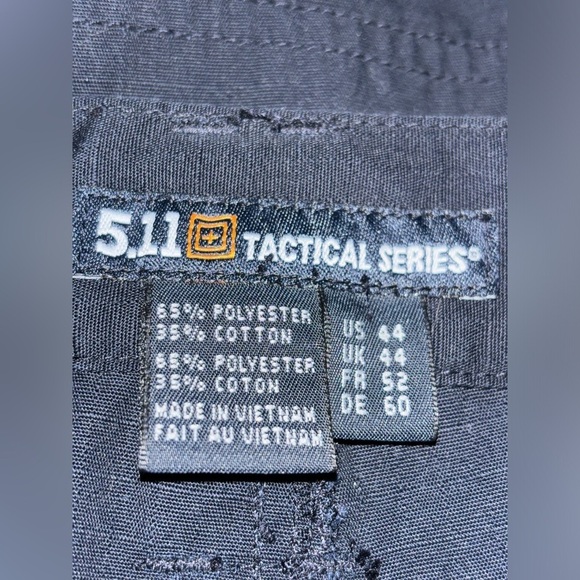 5.11 TACTICAL SERIES®
65% POLYESTER
35% COTTON
65% POLYESTER
35% COTON
MADE IN VIETNAM
FAIT AU VIETNAM
US 44
UK 44
FR 52
DE 60